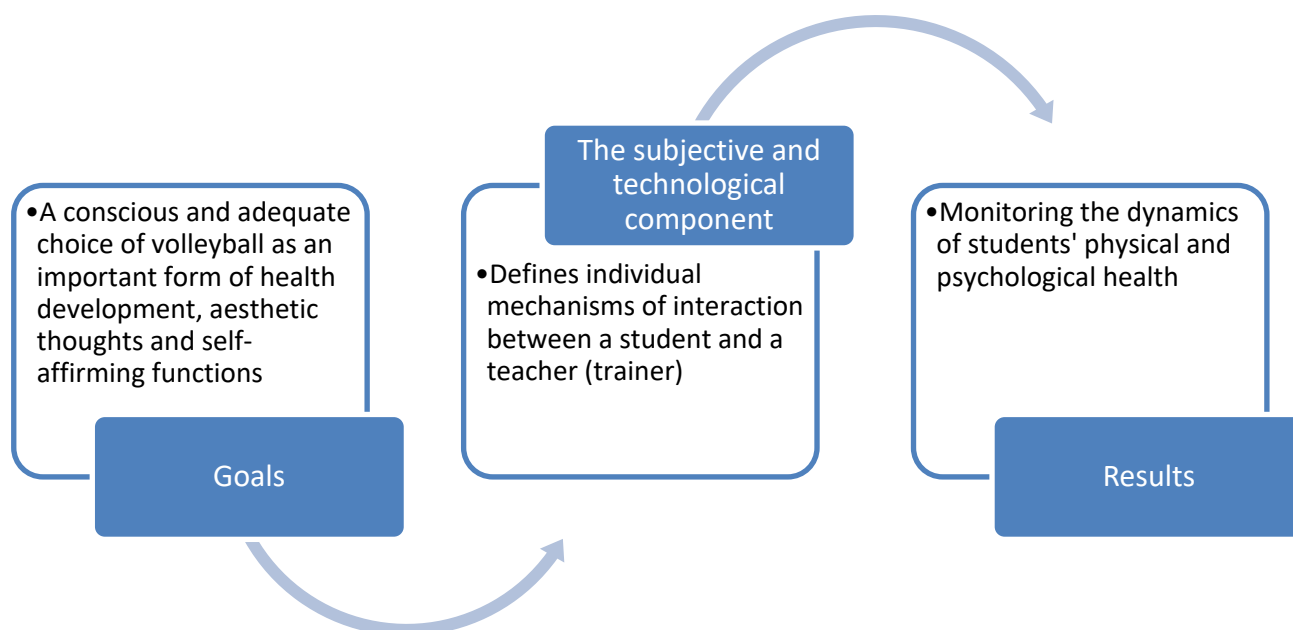 •A conscious and adequate
choice of volleyball as an
important form of health
development, aesthetic
thoughts and self-
affirming functions
Goals
The subjective and
technological
component
•Defines individual
mechanisms of interaction
between a student and a
teacher (trainer)
•Monitoring the dynamics
of students' physical and
psychological health
Results